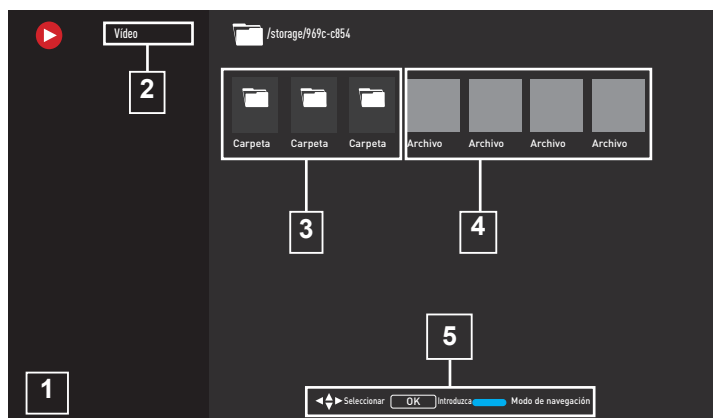 Vídeo
/storage/969c-c854
2
Carpeta Carpeta Carpeta Archivo Archivo Archivo Archivo
3
4
5
1
Seleccionar OK Introduzca Modo de navegación